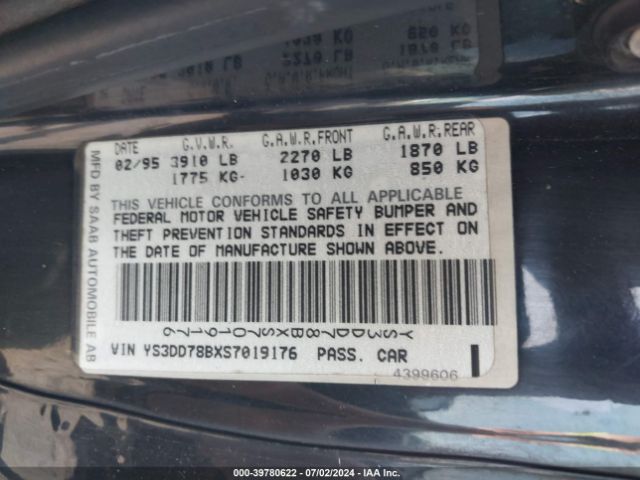 MFD BY SAAB AUTOMOBILE AB
DATE G.V.W.R. G.A.W.R.FRONT G.A.W.R.REAR
02/95 3910 LB 2270 LB 1870 LB
1775 KG 1030 KG 850 KG
THIS VEHICLE CONFORMS TO ALL APPLICABLE
FEDERAL MOTOR VEHICLE SAFETY BUMPER AND
THEFT PREVENTION STANDARDS IN EFFECT ON
THE DATE OF MANUFACTURE SHOWN ABOVE.
YS3DD78BXS7019176
VIN YS3DD78BXS7019176 PASS. CAR
4399606
000-39780622 - 07/02/2024 - IAA Inc.